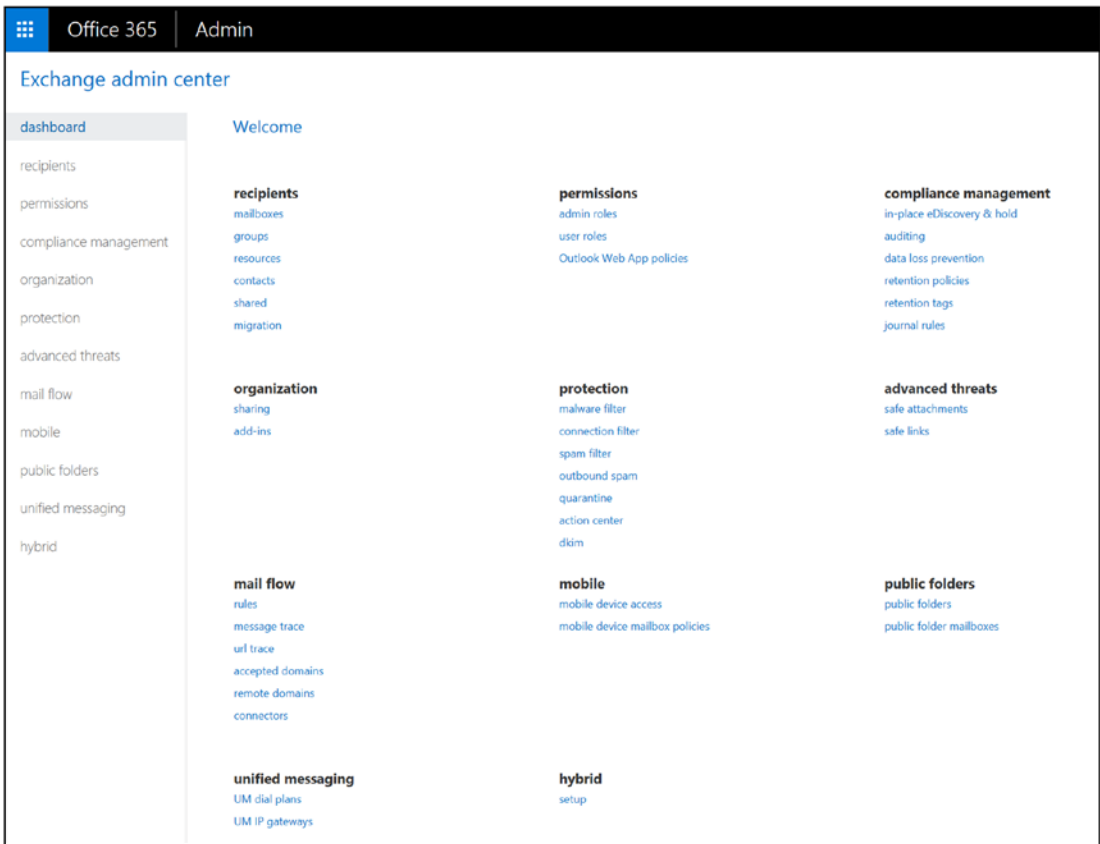 Office 365 Admin
Exchange admin center
dashboard
recipients
permissions
compliance management
organization
protection
advanced threats
mail flow
mobile
public folders
unified messaging
hybrid
Welcome
recipients
mailboxes
groups
resources
contacts
shared
migration
permissions
admin roles
user roles
Outlook Web App policies
compliance management
in-place eDiscovery & hold
auditing
data loss prevention
retention policies
retention tags
journal rules
organization
sharing
add-ins
protection
malware filter
connection filter
spam filter
outbound spam
quarantine
action center
dkim
advanced threats
safe attachments
safe links
mail flow
rules
message trace
url trace
accepted domains
remote domains
connectors
mobile
mobile device access
mobile device mailbox policies
public folders
public folders
public folder mailboxes
unified messaging
UM dial plans
UM IP gateways
hybrid
setup